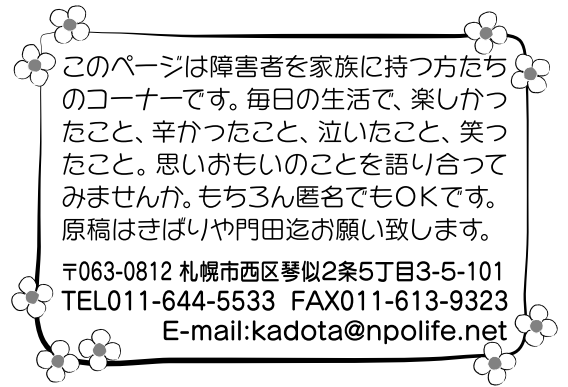 このページは障害者を家族に持つ方たち
のコーナーです。毎日の生活で、楽しかっ
たこと、辛かったこと、泣いたこと、笑っ
たこと。思いおもいのことを語り合って
みませんか。もちろん匿名でもOKです。
原稿はきばりや門田迄お願い致します。
〒063-0812 札幌市西区琴似2条5丁目3-5-101
TEL011-644-5533 FAX011-613-9323
E-mail:kadota@npolife.net